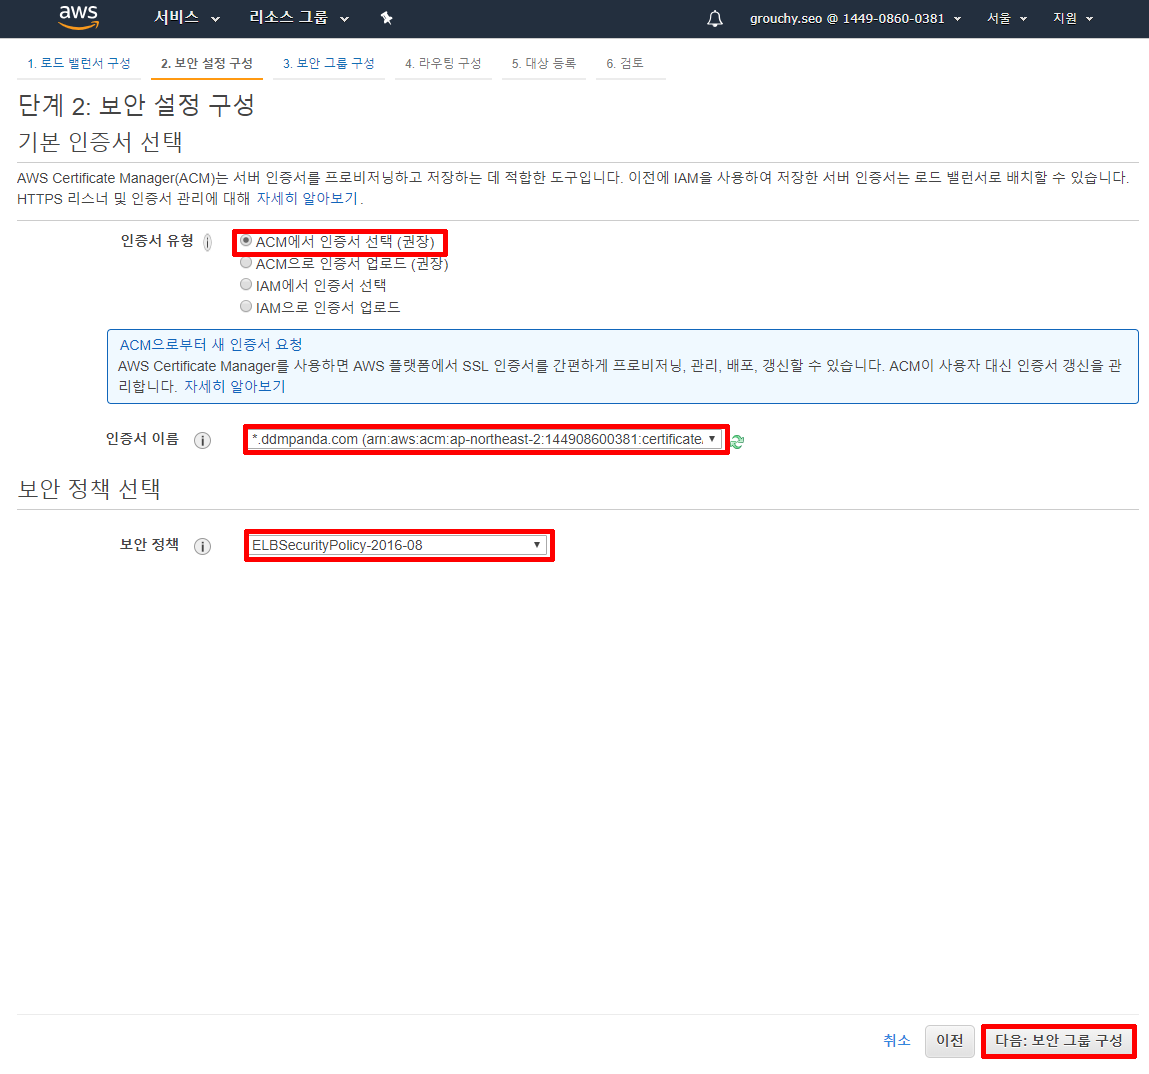 aws 서비스 리소스 그룹 grouchy.seo @ 1449-0860-0381 서울 지원
1. 로드 밸런서 구성 2. 보안 설정 구성 3. 보안 그룹 구성 4. 라우팅 구성 5. 대상 등록 6. 검토
단계 2: 보안 설정 구성
기본 인증서 선택
AWS Certificate Manager(ACM)는 서버 인증서를 프로비저닝하고 저장하는 데 적합한 도구입니다. 이전에 IAM을 사용하여 저장한 서버 인증서는 로드 밸런서로 배치할 수 있습니다.
HTTPS 리스너 및 인증서 관리에 대해 자세히 알아보기.
인증서 유형 ACM에서 인증서 선택 (권장)
ACM으로 인증서 업로드 (권장)
IAM에서 인증서 선택
IAM으로 인증서 업로드
ACM으로부터 새 인증서 요청
AWS Certificate Manager를 사용하면 AWS 플랫폼에서 SSL 인증서를 간편하게 프로비저닝, 관리, 배포, 갱신할 수 있습니다. ACM이 사용자 대신 인증서 갱신을 관
리합니다. 자세히 알아보기
인증서 이름 *.ddmpanda.com (arn:aws:acm:ap-northeast-2:144908600381:certificate
보안 정책 선택
보안 정책 ELBSecurityPolicy-2016-08
취소 이전 다음: 보안 그룹 구성